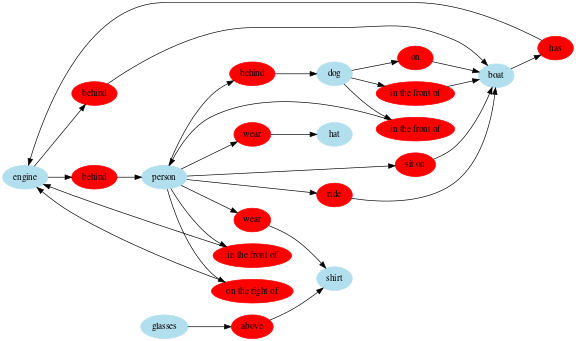 has
on
dog
behind
boat
behind
in the front of
in the front of
wear
hat
sit on
engine
behind
person
ride
wear
in the front of
shirt
on the right of
glasses
above